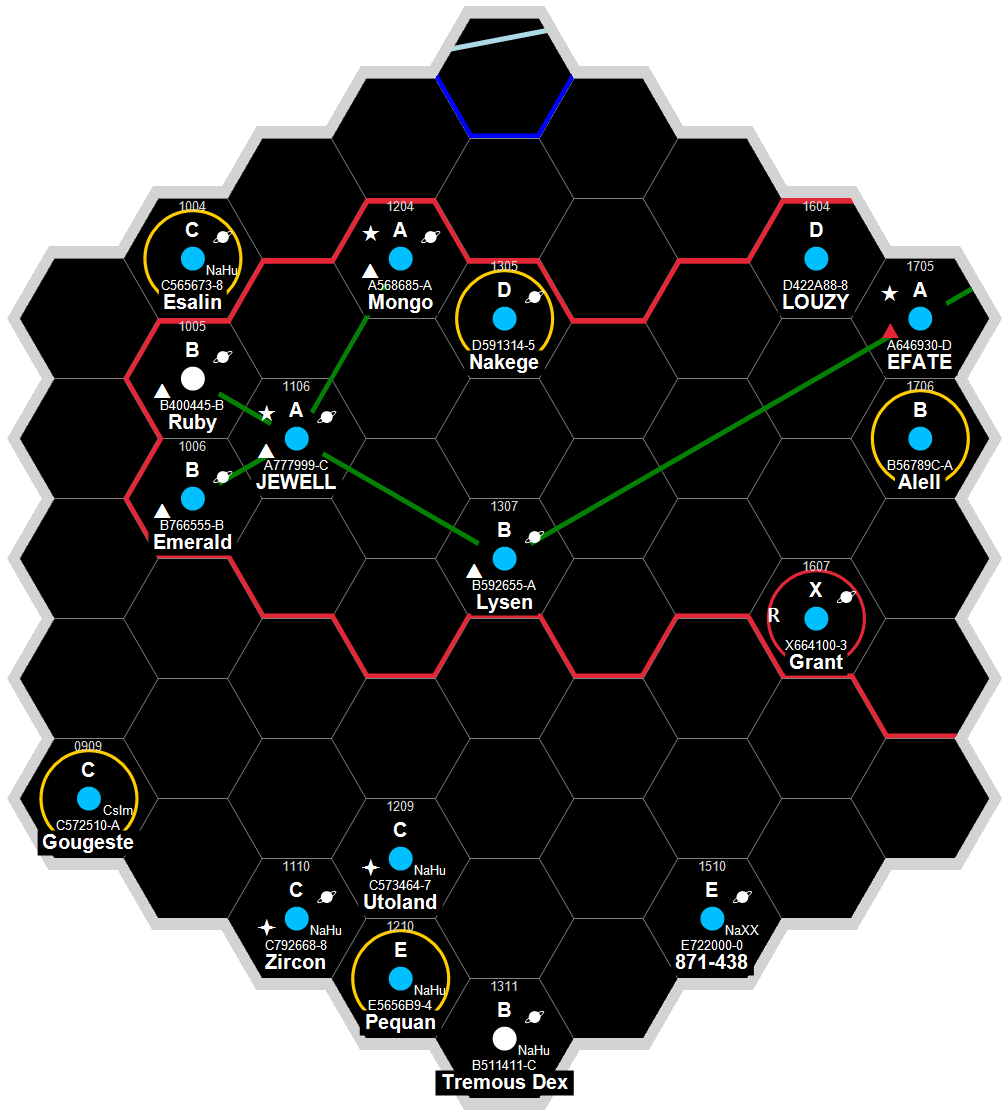 1004
C
NaHu
C565673-8
Esalin
1204
A
A568685-A
Mongo
1604
D
D422A88-8
LOUZY
1305
D
D591314-5
Nakege
1705
A
A646930-D
EFATE
1005
B
B400445-B
Ruby
1106
A
A777999-C
JEWELL
1706
B
B56789C-A
Alell
1006
B
B766555-B
Emerald
1307
B
B592655-A
Lysen
1607
X
R
X664100-3
Grant
0909
C
CsIm
C572510-A
Gougeste
1209
C
NaHu
C573464-7
Utoland
1110
C
NaHu
C792668-8
Zircon
1510
E
NaXX
E722000-0
871-438
1210
E
NaHu
E5656B9-4
Pequan
1311
B
NaHu
B511411-C
Tremous Dex